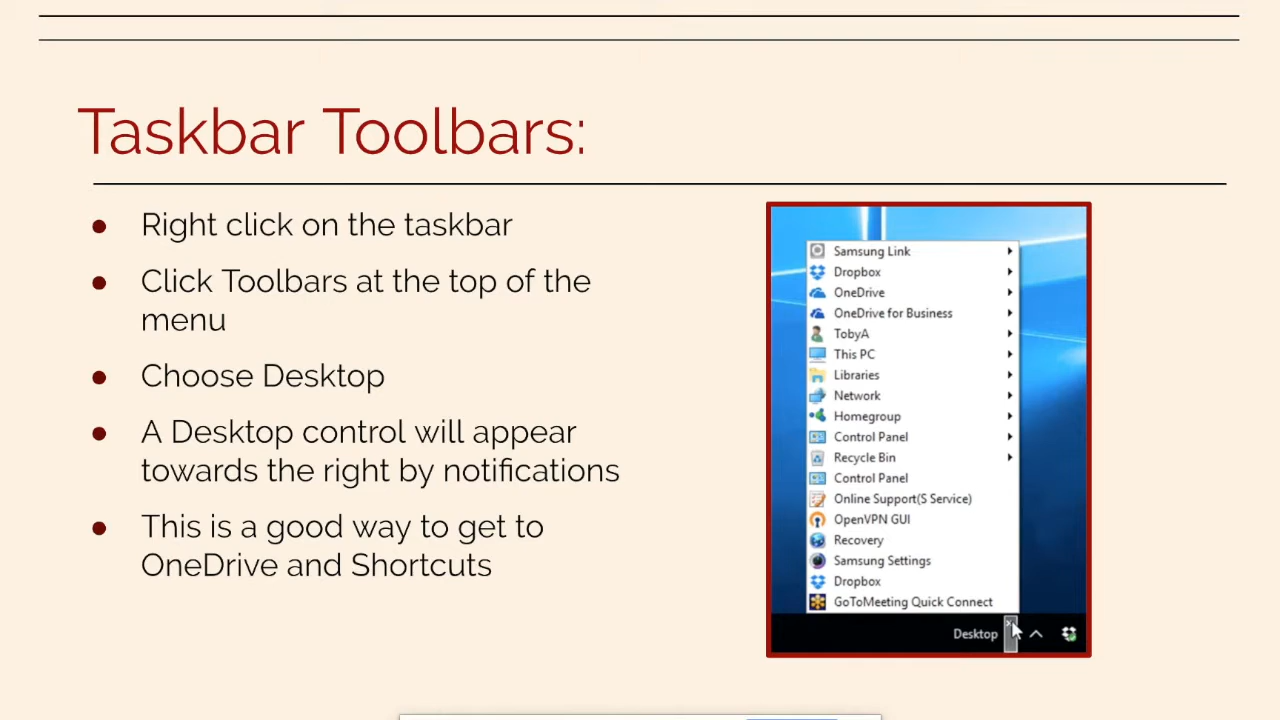 Taskbar Toolbars:
● Right click on the taskbar
● Click Toolbars at the top of the
menu
● Choose Desktop
● A Desktop control will appear
towards the right by notifications
● This is a good way to get to
OneDrive and Shortcuts
Samsung Link
Dropbox
OneDrive
OneDrive for Business
TobyA
This PC
Libraries
Network
Homegroup
Control Panel
Recycle Bin
Control Panel
Online Support(S Service)
OpenVPN GUI
Recovery
Samsung Settings
Dropbox
GoToMeeting Quick Connect
Desktop